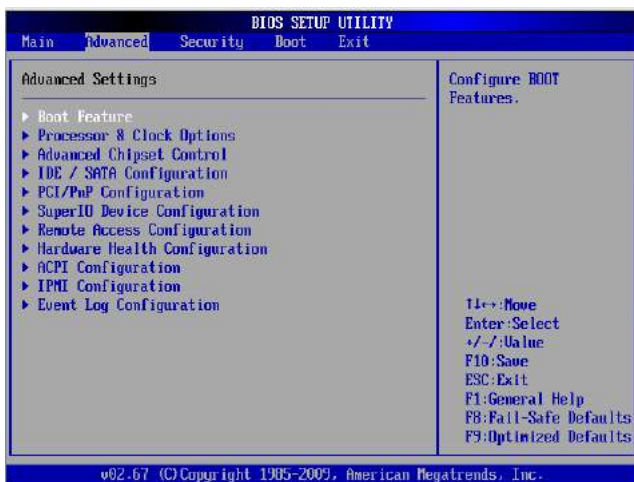 BIOS SETUP UTILITY
Main Advanced Security Boot Exit
Advanced Settings
▶ Boot Feature
▶ Processor & Clock Options
▶ Advanced Chipset Control
▶ IDE / SATA Configuration
▶ PCI/PnP Configuration
▶ SuperIO Device Configuration
▶ Remote Access Configuration
▶ Hardware Health Configuration
▶ ACPI Configuration
▶ IPMI Configuration
▶ Event Log Configuration
Configure BOOT
Features.
↑↓↔:Move
Enter:Select
+/-/:Value
F10:Save
ESC:Exit
F1:General Help
F8:Fail-Safe Defaults
F9:Optimized Defaults
v02.67 (C)Copyright 1985-2009, American Megatrends, Inc.